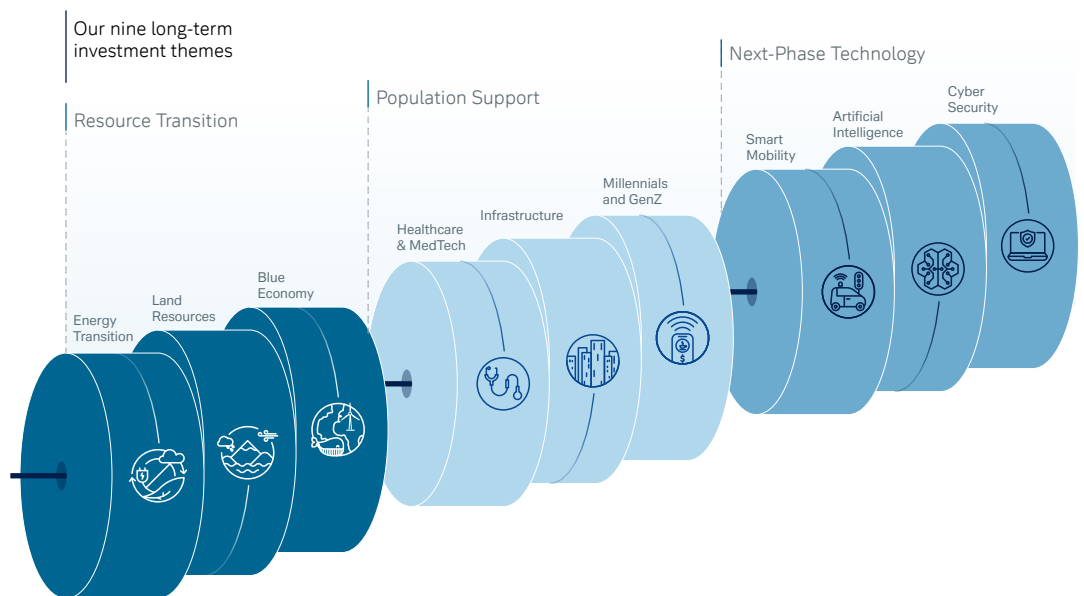 Our nine long-term
investment themes
Resource Transition
Energy
Transition
Land
Resources
Blue
Economy
Population Support
Healthcare
& MedTech
Infrastructure
Millennials
and GenZ
Next-Phase Technology
Smart
Mobility
Artificial
Intelligence
Cyber
Security
$